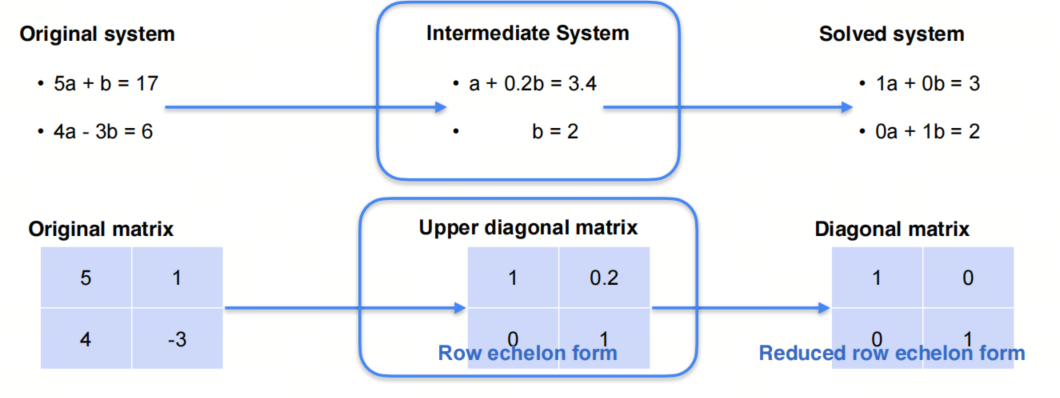 Original system
Intermediate System
Solved system
• 5a + b = 17
• a + 0.2b = 3.4
• 1a + 0b = 3
• 4a - 3b = 6
• b = 2
• 0a + 1b = 2
Original matrix
Upper diagonal matrix
Diagonal matrix
5 1
1 0.2
1 0
4 -3
0 1
0 1
Row echelon form
Reduced row echelon form